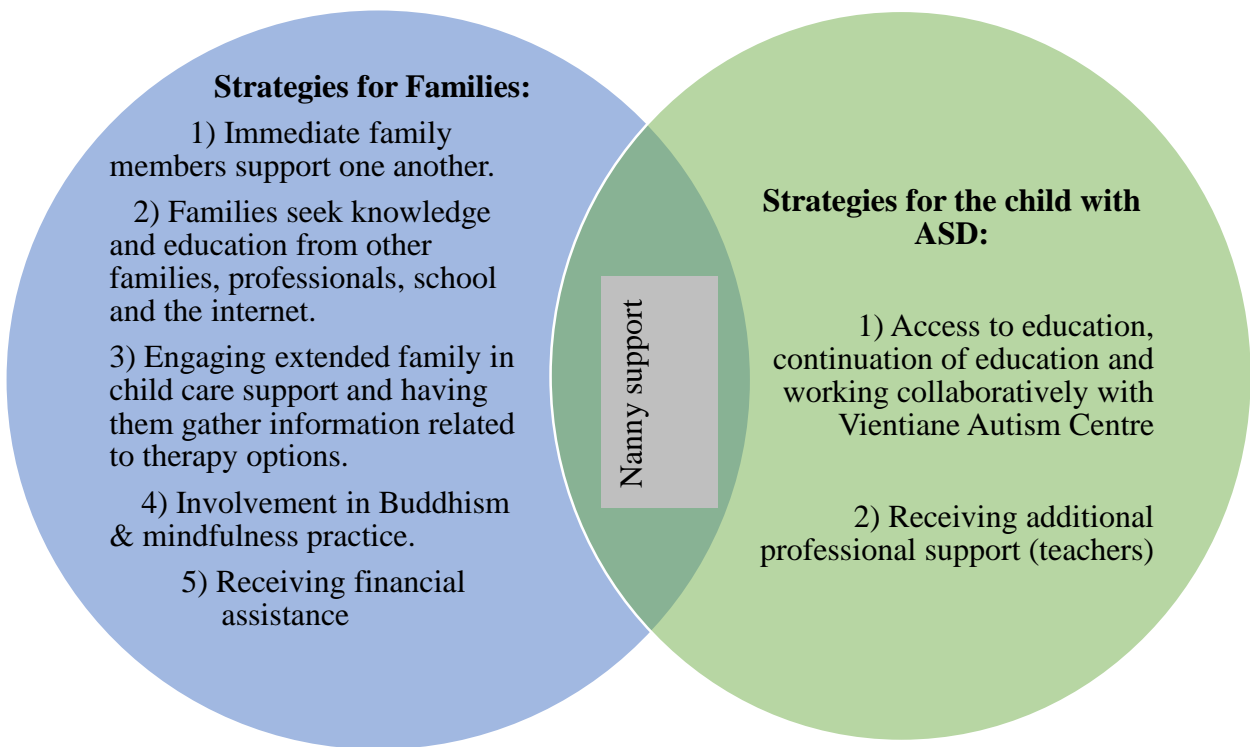 Strategies for Families:
1) Immediate family
members support one another.
2) Families seek knowledge
and education from other
families, professionals, school
and the internet.
3) Engaging extended family in
child care support and having
them gather information related
to therapy options.
4) Involvement in Buddhism
& mindfulness practice.
5) Receiving financial
assistance
Nanny support
Strategies for the child with
ASD:
1) Access to education,
continuation of education and
working collaboratively with
Vientiane Autism Centre
2) Receiving additional
professional support (teachers)